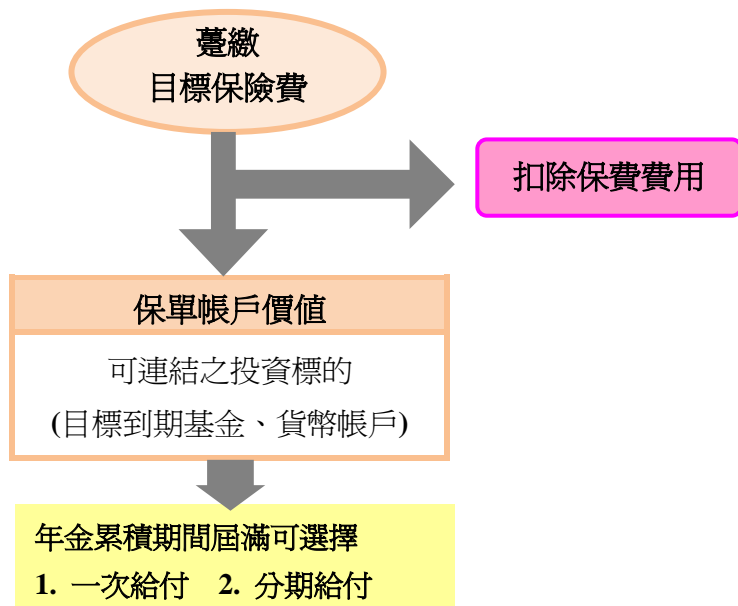 躉繳
目標保險費
扣除保費費用
保單帳戶價值
可連結之投資標的
(目標到期基金、貨幣帳戶)
年金累積期間屆滿可選擇
1. 一次給付 2. 分期給付